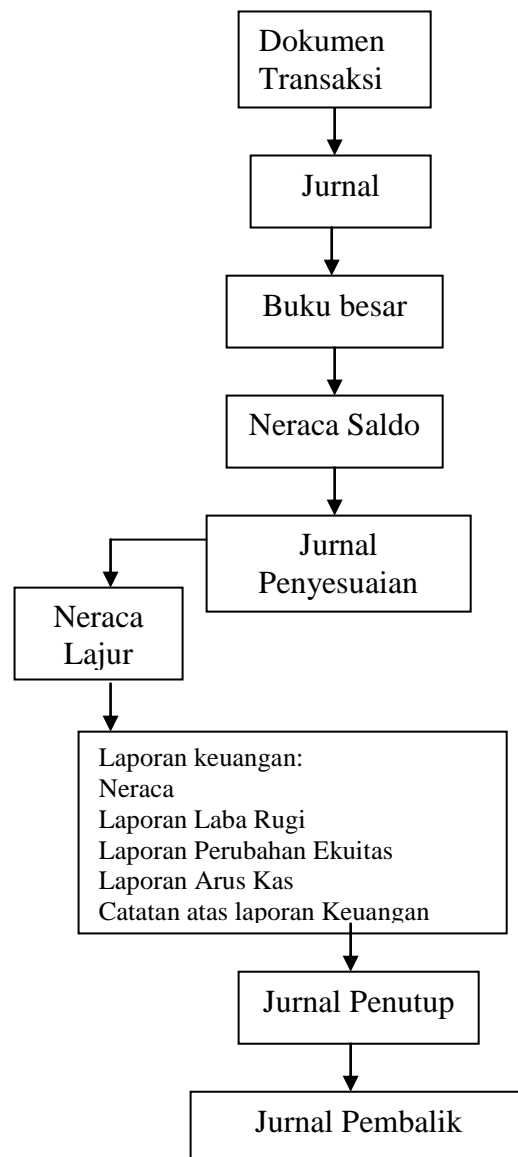 Dokumen
Transaksi
Jurnal
Buku besar
Neraca Saldo
Jurnal
Penyesuaian
Neraca
Lajur
Laporan keuangan:
Neraca
Laporan Laba Rugi
Laporan Perubahan Ekuitas
Laporan Arus Kas
Catatan atas laporan Keuangan
Jurnal Penutup
Jurnal Pembalik